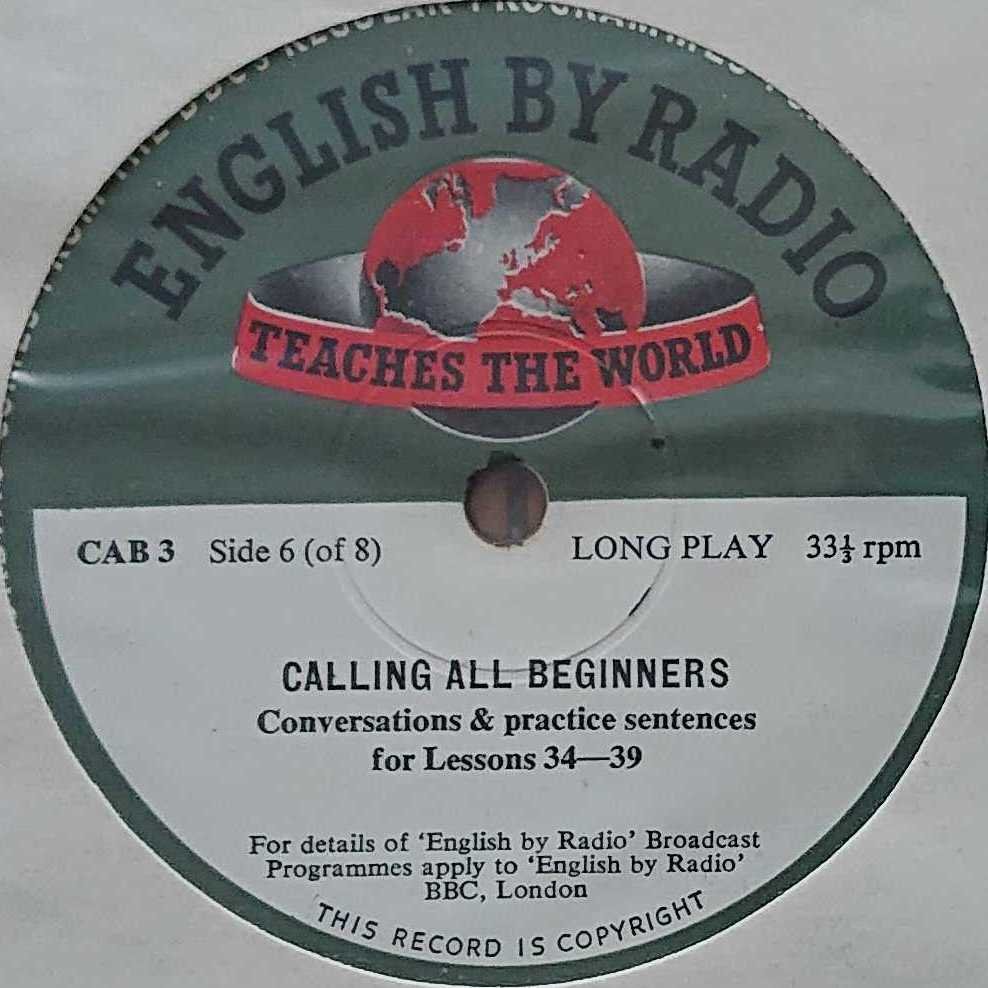 REGULAR PROGRAMMES
ENGLISH BY RADIO
TEACHES THE WORLD
CAB 3 Side 6 (of 8) LONG PLAY 33⅓ rpm
CALLING ALL BEGINNERS
Conversations & practice sentences
for Lessons 34—39
For details of ‘English by Radio’ Broadcast
Programmes apply to ‘English by Radio’
BBC, London
THIS RECORD IS COPYRIGHT